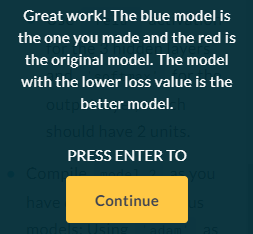 Great work! The blue model is
the one you made and the red is
the original model. The model
with the lower loss value is the
better model.
should have 2 units.
PRESS ENTER TO
Continue